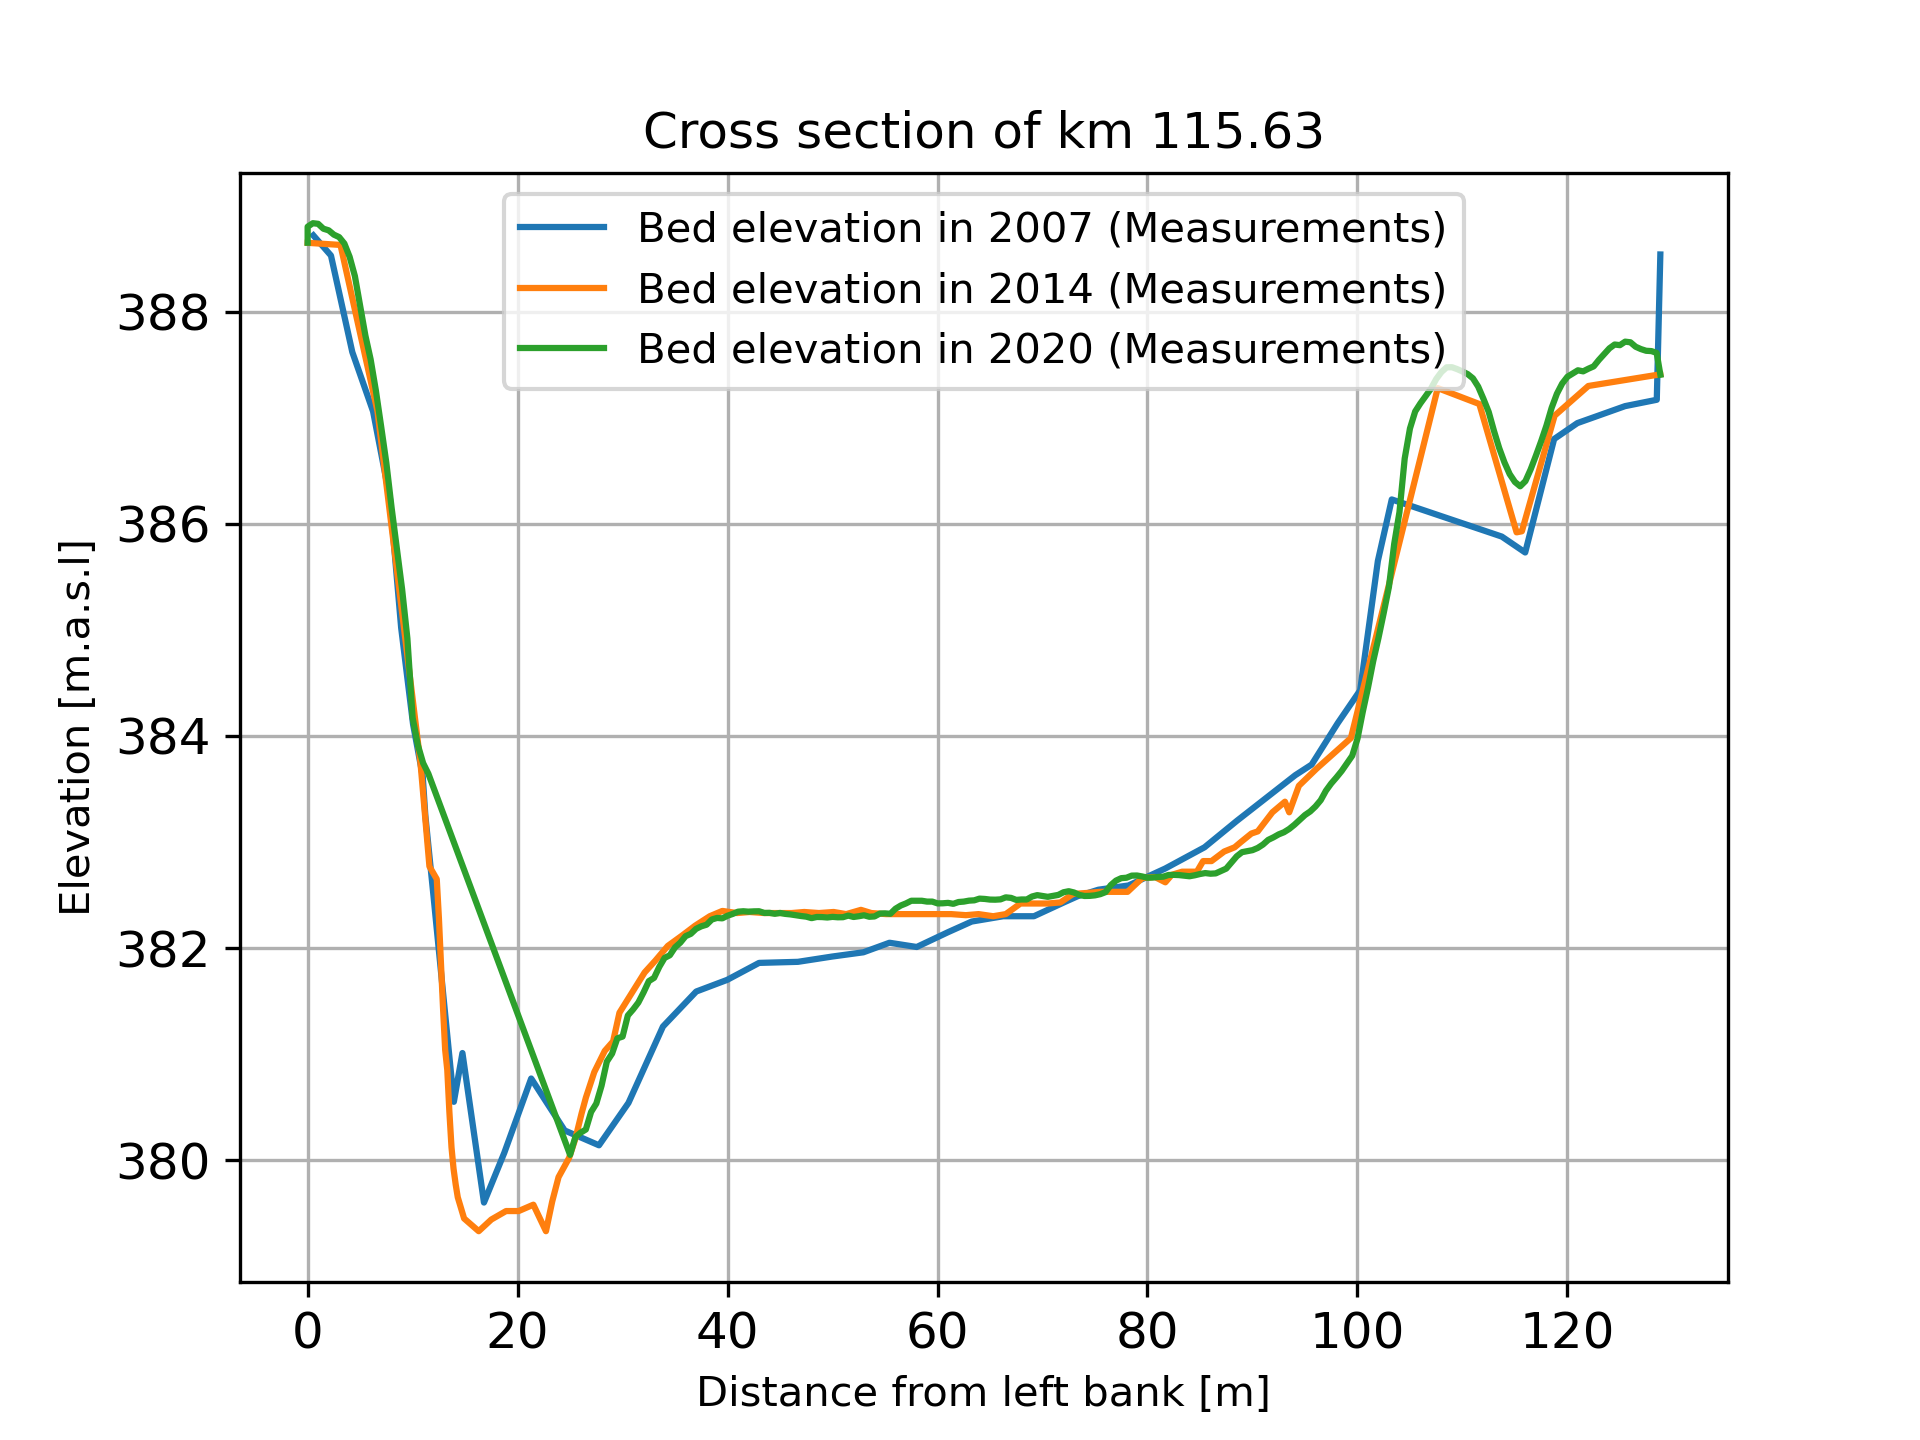 Cross section of km 115.63
Bed elevation in 2007 (Measurements)
Bed elevation in 2014 (Measurements)
Bed elevation in 2020 (Measurements)
Elevation [m.a.s.l]
388
386
384
382
380
0 20 40 60 80 100 120
Distance from left bank [m]